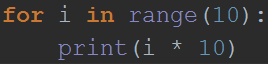 for i in range(10):
    print(i * 10)